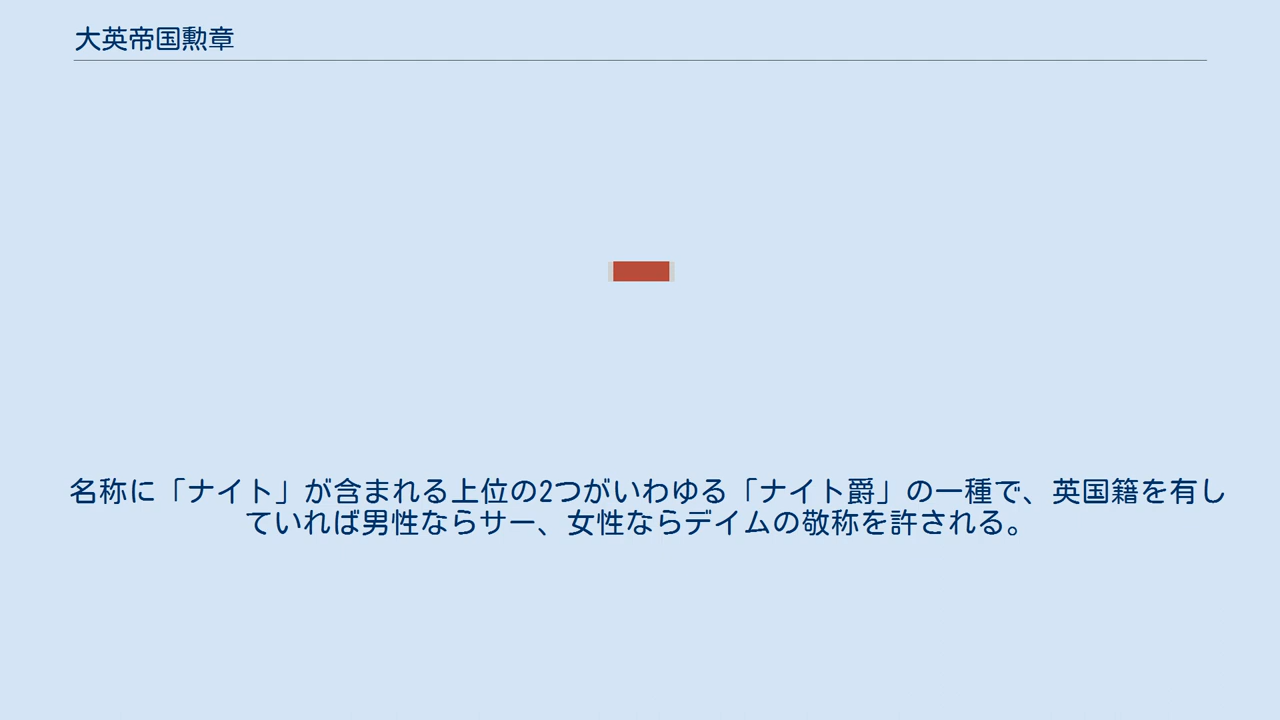 大英帝国勲章
名称に「ナイト」が含まれる上位の2つがいわゆる「ナイト爵」の一種で、英国籍を有し
ていれば男性ならサー、女性ならデイムの敬称を許される。